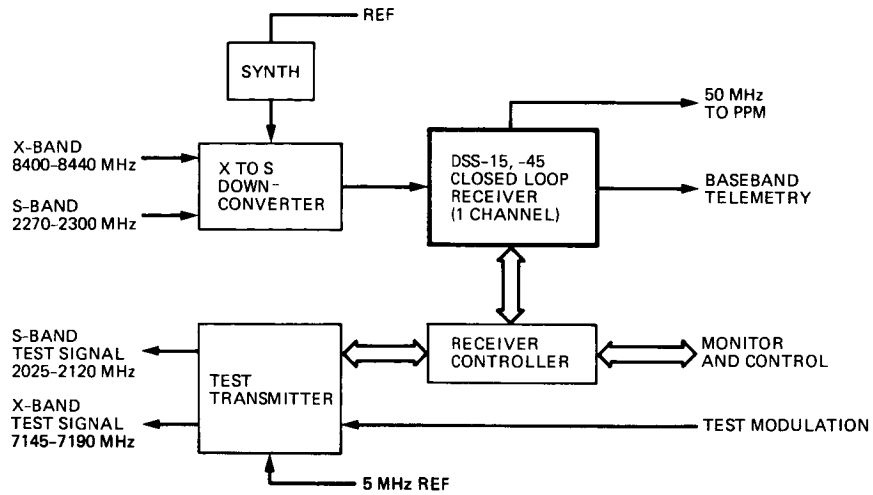 REF
SYNTH
50 MHz
TO PPM
X-BAND
8400-8440 MHz
X TO S
DOWN-
CONVERTER
DSS-15, -45
CLOSED LOOP
RECEIVER
(1 CHANNEL)
BASEBAND
TELEMETRY
S-BAND
2270-2300 MHz
S-BAND
TEST SIGNAL
2025-2120 MHz
TEST
TRANSMITTER
RECEIVER
CONTROLLER
MONITOR
AND CONTROL
X-BAND
TEST SIGNAL
7145-7190 MHz
TEST MODULATION
5 MHz REF